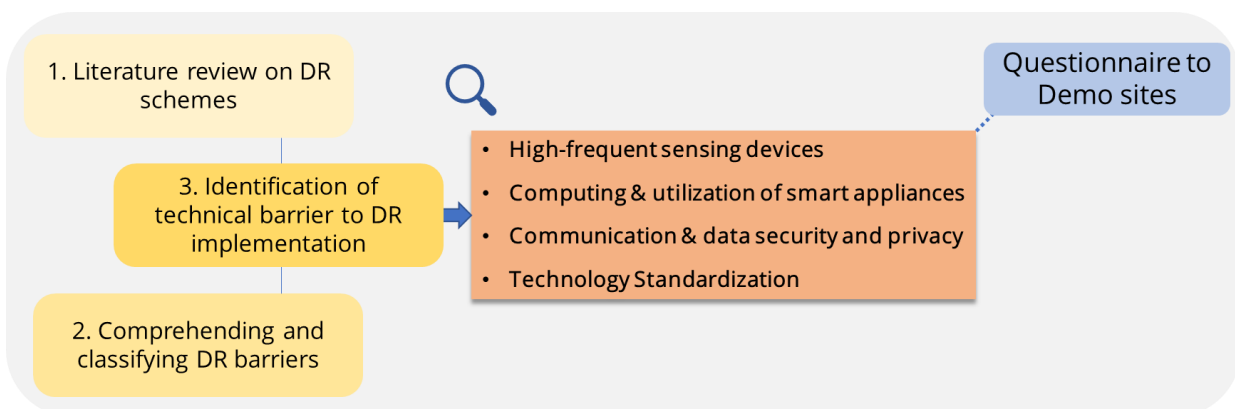 1. Literature review on DR
schemes
3. Identification of
technical barrier to DR
implementation
2. Comprehending and
classifying DR barriers
• High-frequent sensing devices
• Computing & utilization of smart appliances
• Communication & data security and privacy
• Technology Standardization
Questionnaire to
Demo sites